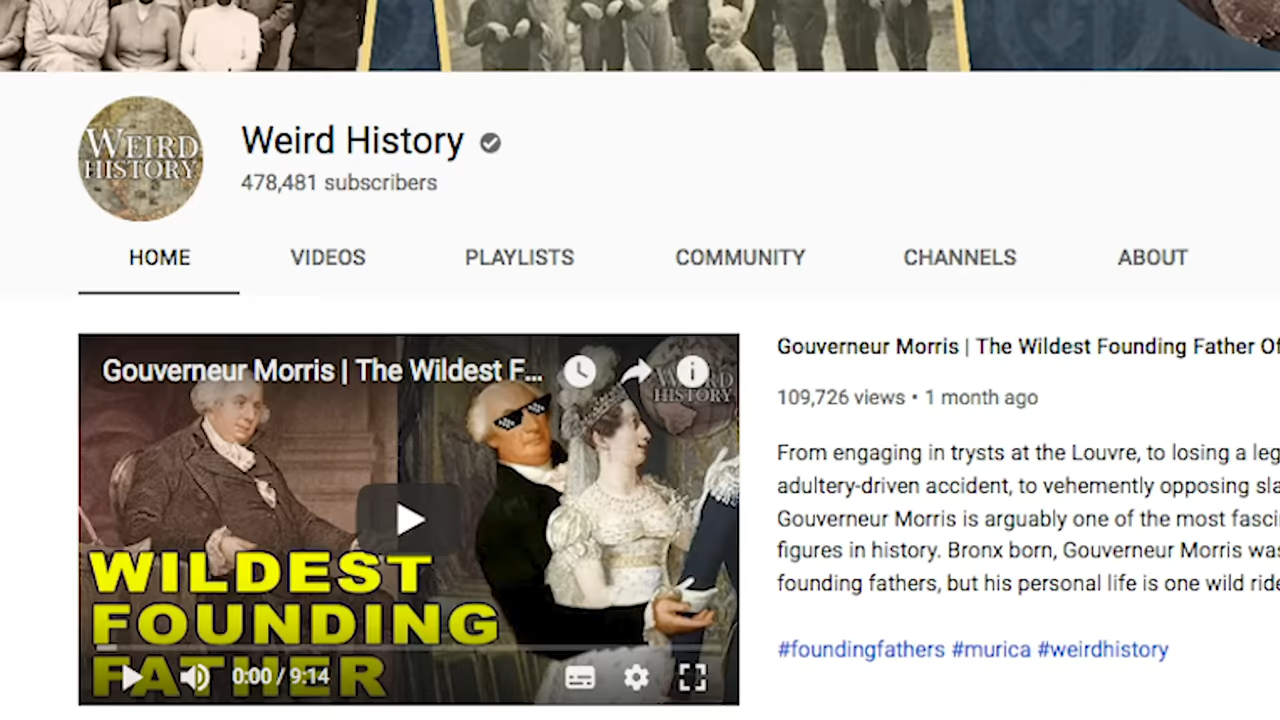 WEIRD
HISTORY
Weird History
478,481 subscribers
HOME VIDEOS PLAYLISTS COMMUNITY CHANNELS ABOUT
Gouverneur Morris | The Wildest F...
WEIRD
HISTORY
WILDEST
FOUNDING
FATHER
0:00 / 9:14
Gouverneur Morris | The Wildest Founding Father Of
109,726 views • 1 month ago
From engaging in trysts at the Louvre, to losing a leg
adultery-driven accident, to vehemently opposing sla
Gouverneur Morris is arguably one of the most fasci
figures in history. Bronx born, Gouverneur Morris was
founding fathers, but his personal life is one wild ride
#foundingfathers #murica #weirdhistory